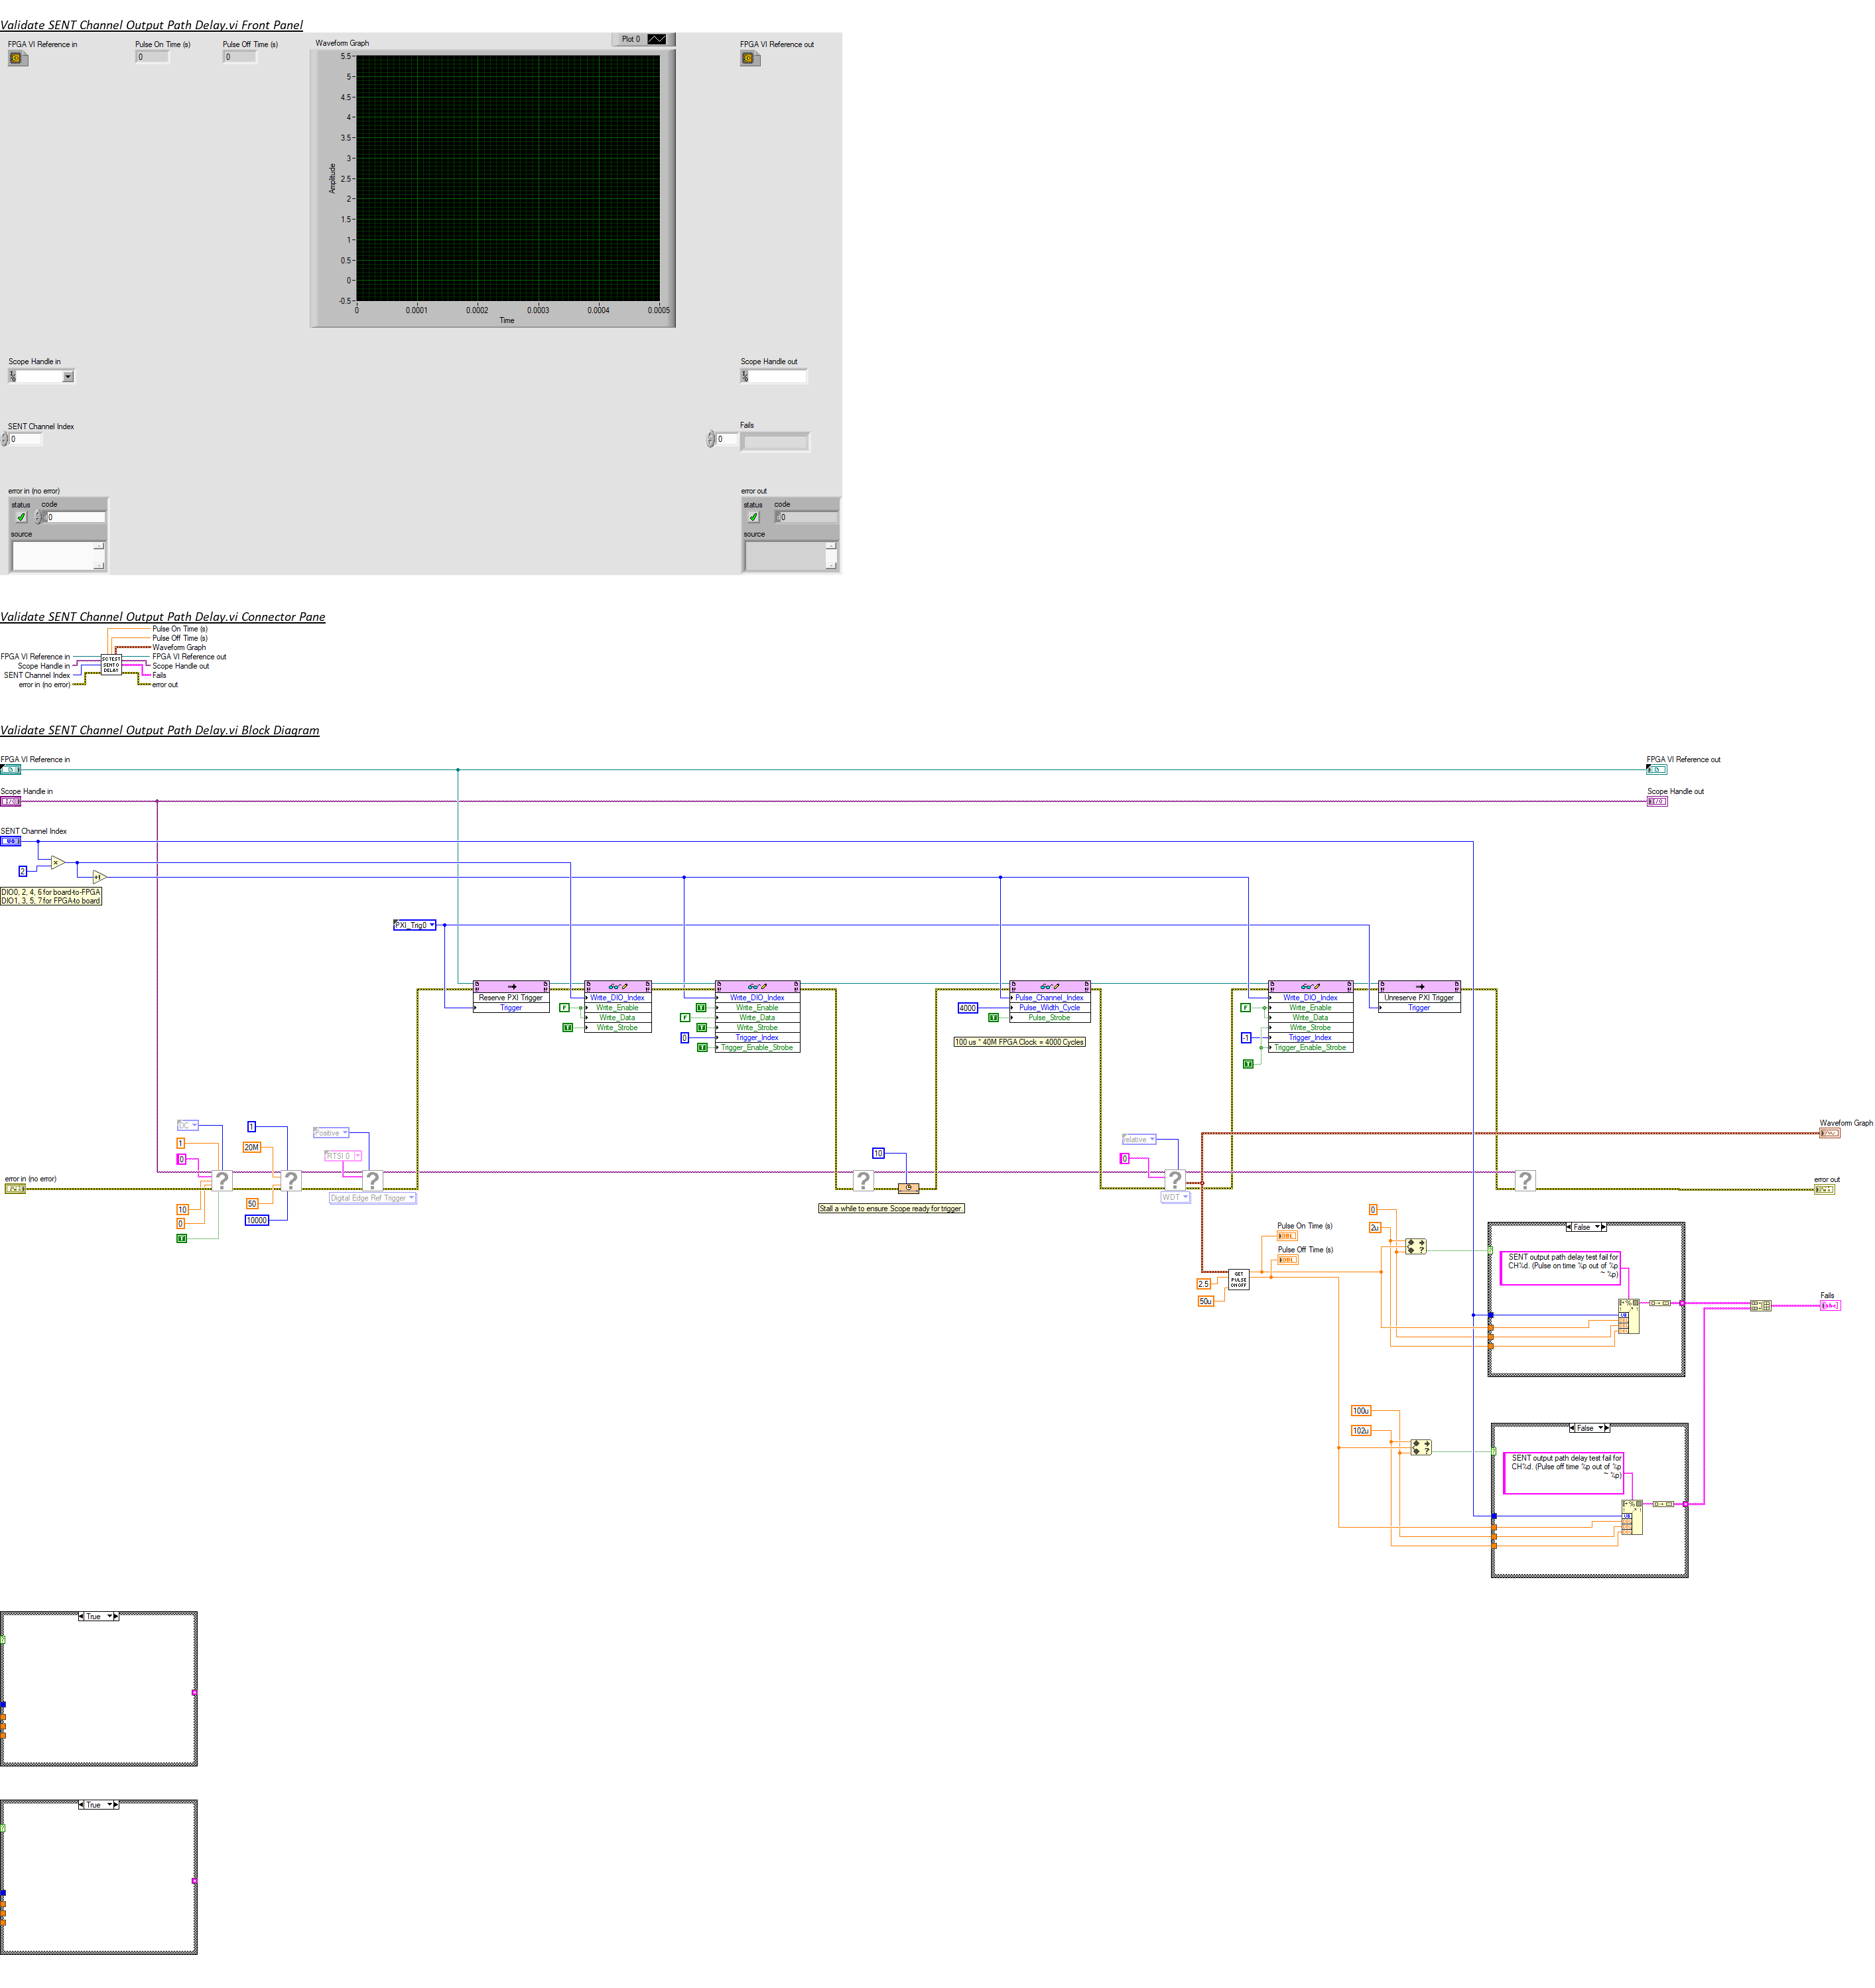 Validate SENT Channel Output Path Delay.vi Front Panel
FPGA VI Reference in
Pulse On Time (s)
0
Pulse Off Time (s)
0
Waveform Graph
Plot 0
5.5
5
4.5
4
3.5
3
2.5
2
1.5
1
0.5
0
-0.5
Amplitude
0
0.0001
0.0002
0.0003
0.0004
0.0005
Time
FPGA VI Reference out
Scope Handle in
Scope Handle out
SENT Channel Index
0
Fails
0
error in (no error)
status
code
0
source
error out
status
code
0
source
Validate SENT Channel Output Path Delay.vi Connector Pane
Pulse On Time (s)
Pulse Off Time (s)
Waveform Graph
FPGA VI Reference in
FPGA VI Reference out
Scope Handle in
Scope Handle out
SENT Channel Index
Fails
error in (no error)
error out
SENTO
DELAY
Validate SENT Channel Output Path Delay.vi Block Diagram
FPGA VI Reference in
FPGA VI Reference out
Scope Handle in
Scope Handle out
SENT Channel Index
2
DIO0, 2, 4, 6 for board-to-FPGA
DIO1, 3, 5, 7 for FPGA-to board
PXI_Trig0
Reserve PXI Trigger
Trigger
Write_DIO_Index
Write_Enable
Write_Data
Write_Strobe
F
T
Write_DIO_Index
Write_Enable
Write_Data
Write_Strobe
Trigger_Index
Trigger_Enable_Strobe
T
F
T
0
T
Pulse_Channel_Index
Pulse_Width_Cycle
Pulse_Strobe
4000
T
100 us * 40M FPGA Clock = 4000 Cycles
Write_DIO_Index
Write_Enable
Write_Data
Write_Strobe
Trigger_Index
Trigger_Enable_Strobe
F
-1
T
Unreserve PXI Trigger
Trigger
error in (no error)
DC
1
0
10
0
T
1
20M
50
10000
Positive
RTSI 0
Digital Edge Ref Trigger
10
Stall a while to ensure Scope ready for trigger.
relative
0
WDT
Waveform Graph
error out
Pulse On Time (s)
DBL
Pulse Off Time (s)
DBL
2.5
50u
GET
PULSE
ON OFF
0
2u
False
SENT output path delay test fail for
CH%d. (Pulse on time %p out of %p
~ %p)
Fails
100u
102u
False
SENT output path delay test fail for
CH%d. (Pulse off time %p out of %p
~ %p)
True
True